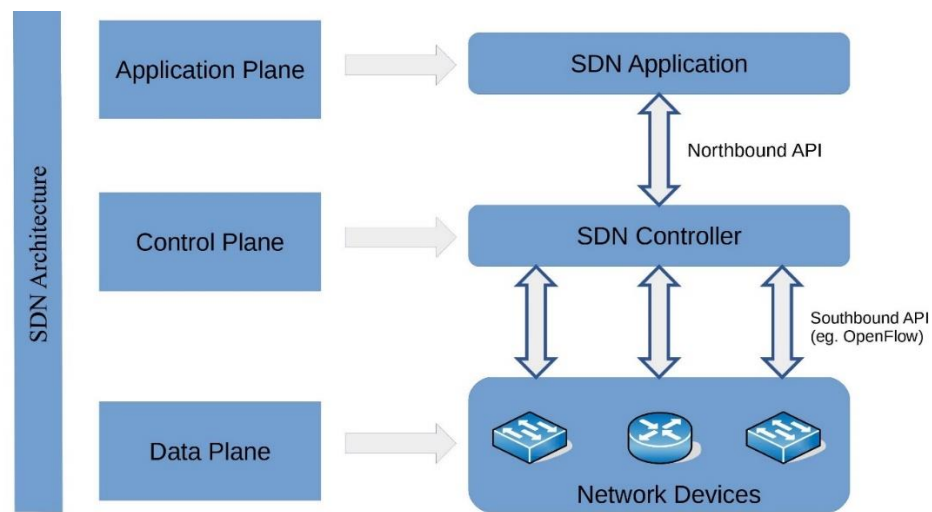 SDN Architecture
Application Plane
SDN Application
Northbound API
Control Plane
SDN Controller
Southbound API
(eg. OpenFlow)
Data Plane
Network Devices